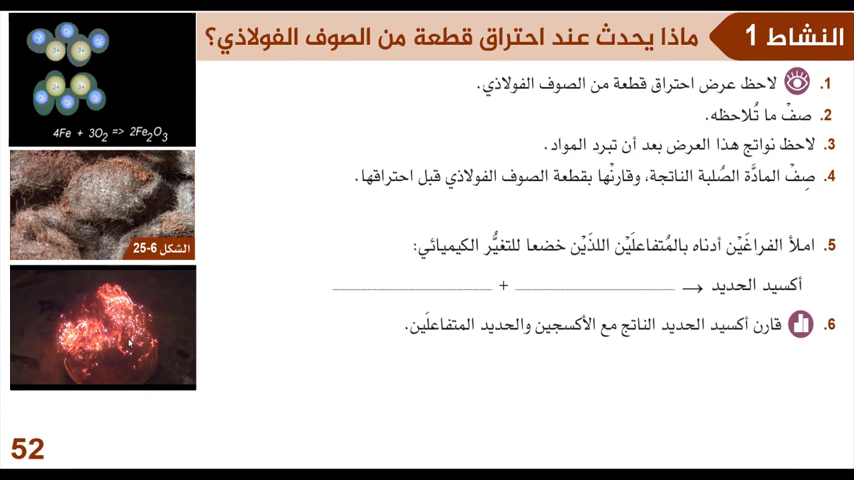 النشاط 1 ماذا يحدث عند احتراق قطعة من الصوف الفولاذي؟
1. لاحظ عرض احتراق قطعة من الصوف الفولاذي.
2. صفْ ما تُلاحظه.
3. لاحظ نواتج هذا العرض بعد أن تبرد المواد.
4. صِفْ المادَّة الصُلبة الناتجة، وقارنْها بقطعة الصوف الفولاذي قبل احتراقها.
5. املأ الفراغَيْن أدناه بالمُتفاعلَيْن اللذَيْن خضعا للتغيُّر الكيميائي:
أكسيد الحديد → ____________ + ____________
6. قارن أكسيد الحديد الناتج مع الأكسجين والحديد المتفاعلَين.
4Fe + 3O2 => 2Fe2O3
الشكل 6-25
52